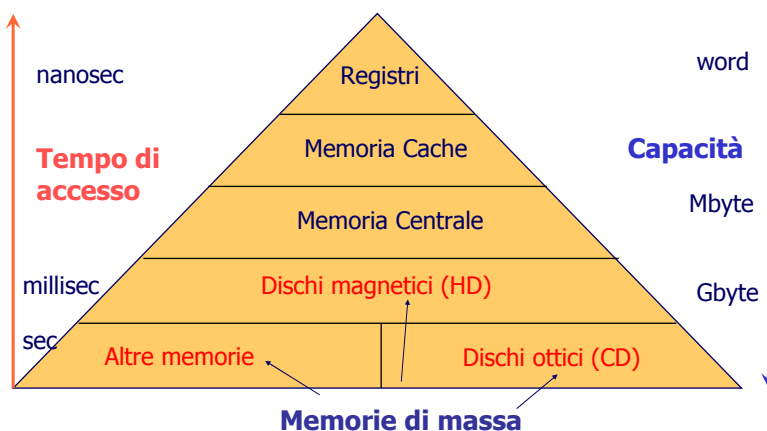 nanosec
Registri
word
Tempo di
accesso
Memoria Cache
Capacità
Memoria Centrale
Mbyte
millisec
Dischi magnetici (HD)
Gbyte
sec
Altre memorie
Dischi ottici (CD)
Memorie di massa